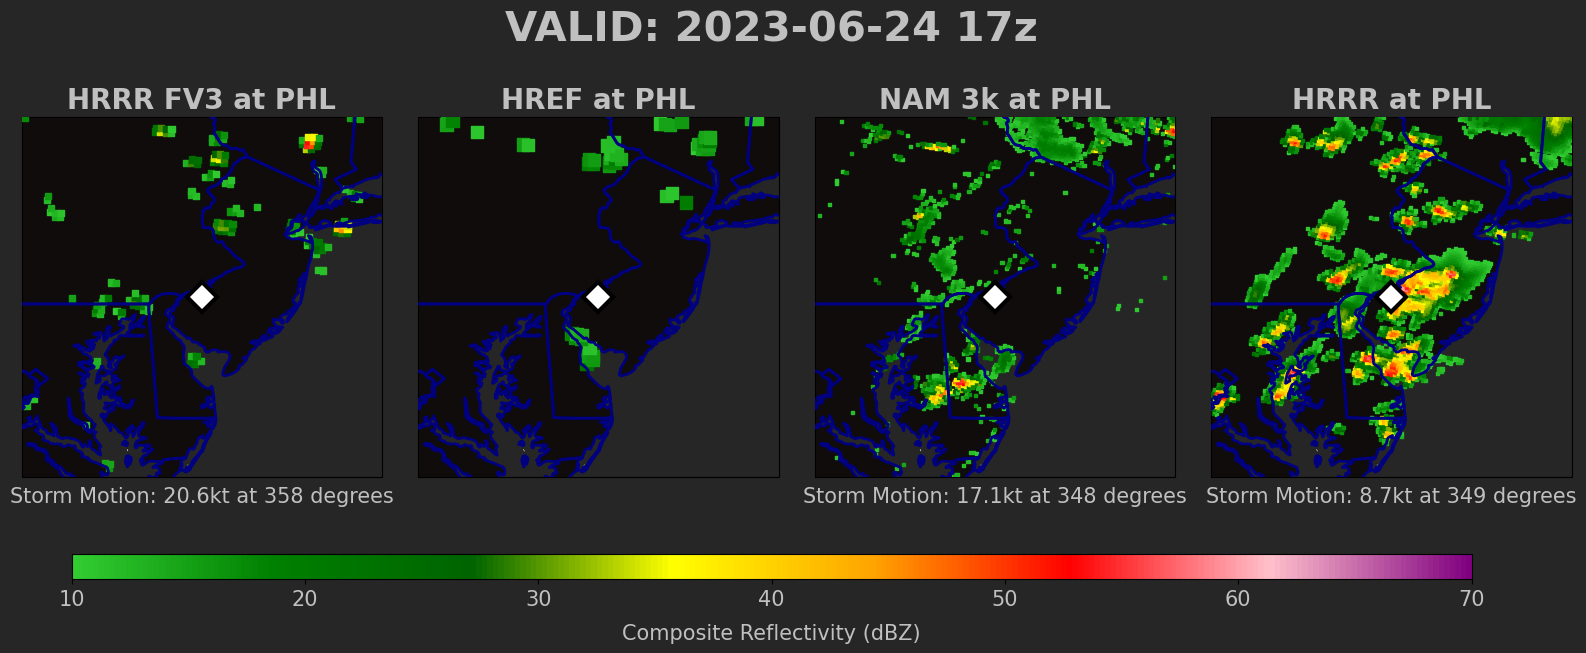 VALID: 2023-06-24 17z
HRRR FV3 at PHL
HREF at PHL
NAM 3k at PHL
HRRR at PHL
Storm Motion: 20.6kt at 358 degrees
Storm Motion: 17.1kt at 348 degrees
Storm Motion: 8.7kt at 349 degrees
10 20 30 40 50 60 70
Composite Reflectivity (dBZ)